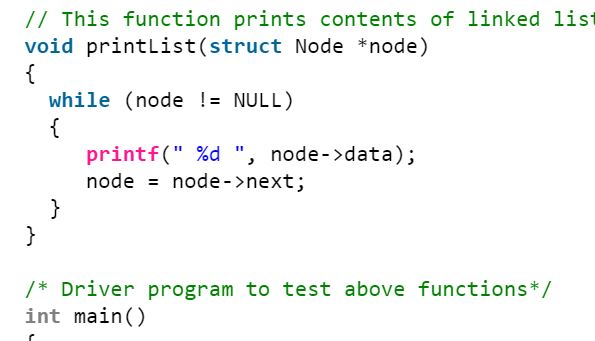 // This function prints contents of linked list
void printList(struct Node *node)
{
  while (node != NULL)
  {
     printf(" %d ", node->data);
     node = node->next;
  }
}

/* Driver program to test above functions*/
int main()
{